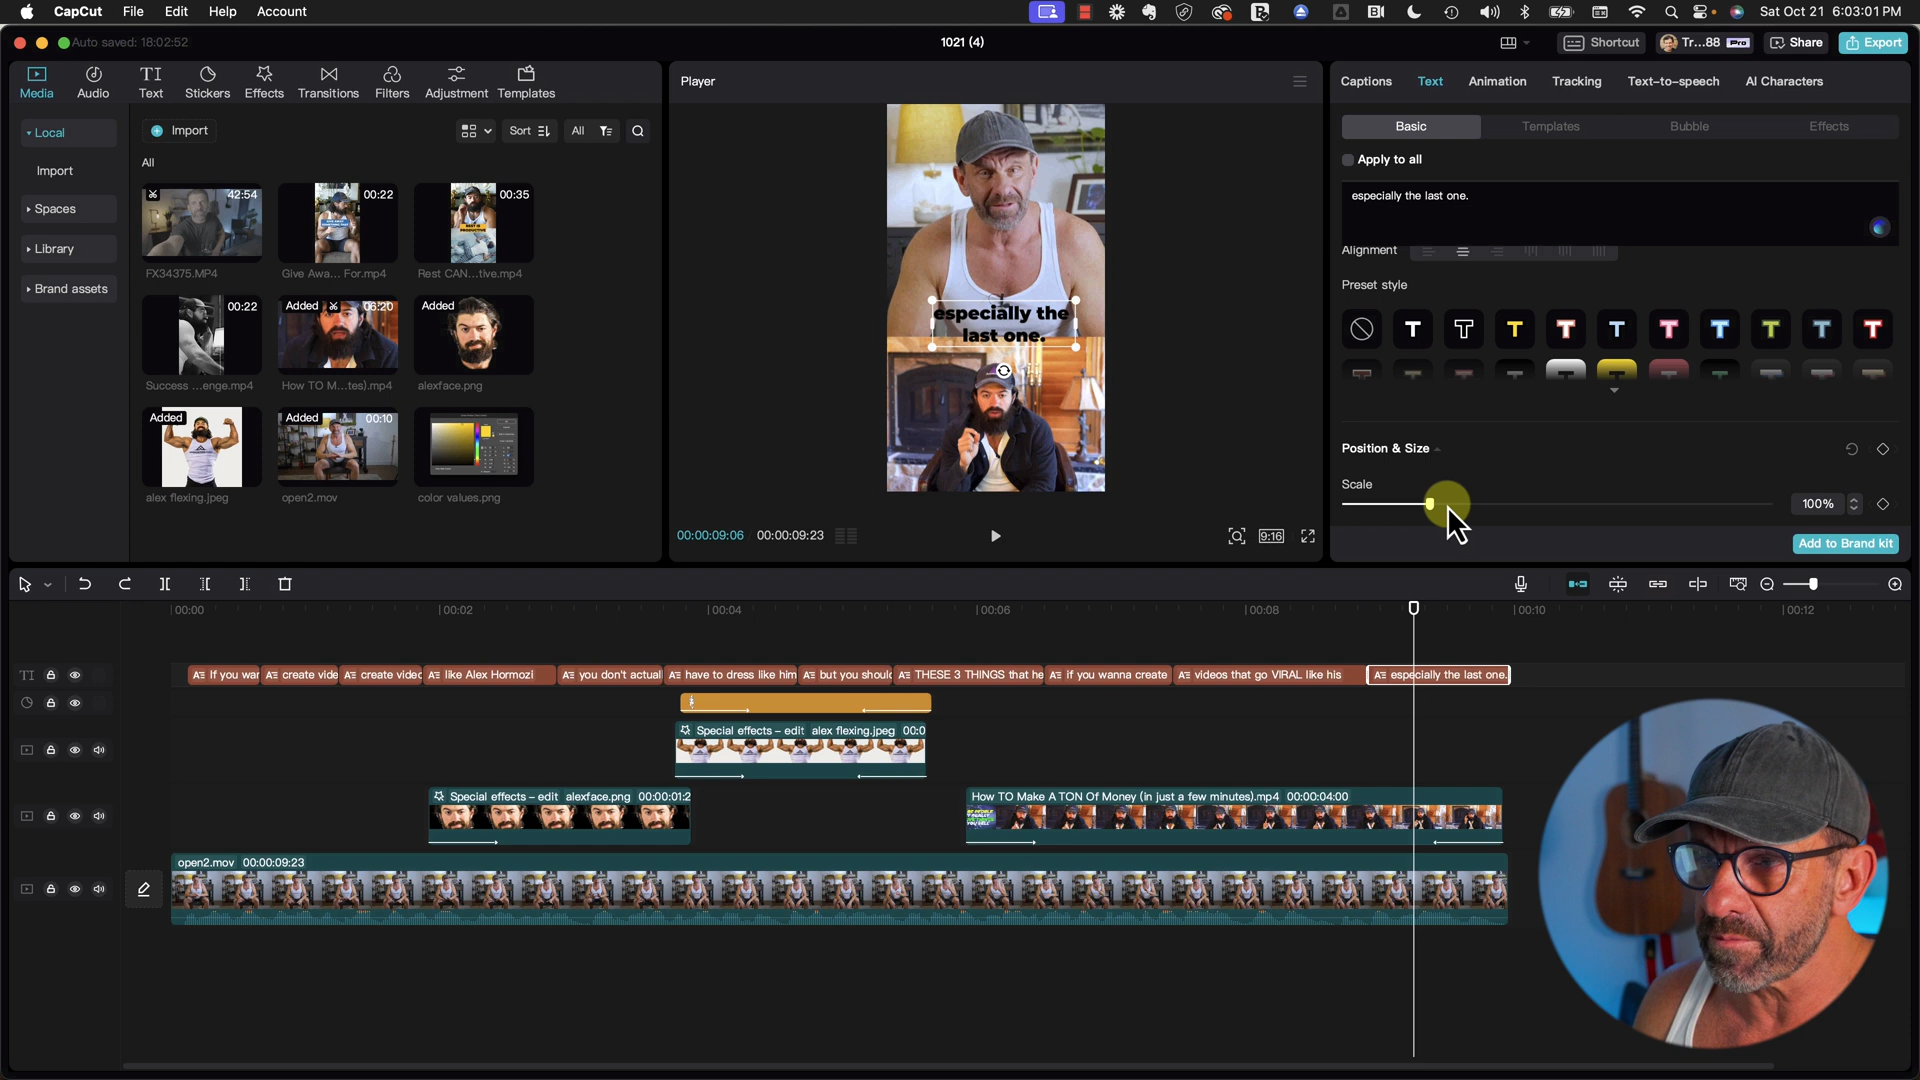 CapCut File Edit Help Account
Sat Oct 21 6:03:01 PM
Auto saved: 18:02:52
1021 (4)
Shortcut
Tr...88 Pro
Share
Export
Media Audio Text Stickers Effects Transitions Filters Adjustment Templates
Local
Import
Spaces
Library
Brand assets
Import
Sort
All
All
42:54
00:22
00:35
FX34375.MP4
Give Awa... For.mp4
Rest CAN...tive.mp4
00:22
Added 06:20
Added
Success ...enge.mp4
How TO M...tes).mp4
alexface.png
Added
Added 00:10
alex flexing.jpeg
open2.mov
color values.png
Player
especially the
last one.
00:00:09:06 00:00:09:23
9:16
Captions Text Animation Tracking Text-to-speech AI Characters
Basic Templates Bubble Effects
Apply to all
especially the last one.
Alignment
Preset style
T T T T T T T T T T
Position & Size
Scale
100%
Add to Brand kit
00:00 00:02 00:04 00:06 00:08 00:10 00:12
TI
If you war
create vide
create videc
like Alex Hormozi
you don't actual
have to dress like him
but you shoulc
THESE 3 THINGS that he
if you wanna create
videos that go VIRAL like his
especially the last one.
Special effects – edit alex flexing.jpeg 00:0
Special effects – edit alexface.png 00:00:01:2
How TO Make A TON Of Money (in just a few minutes).mp4 00:00:04:00
open2.mov 00:00:09:23